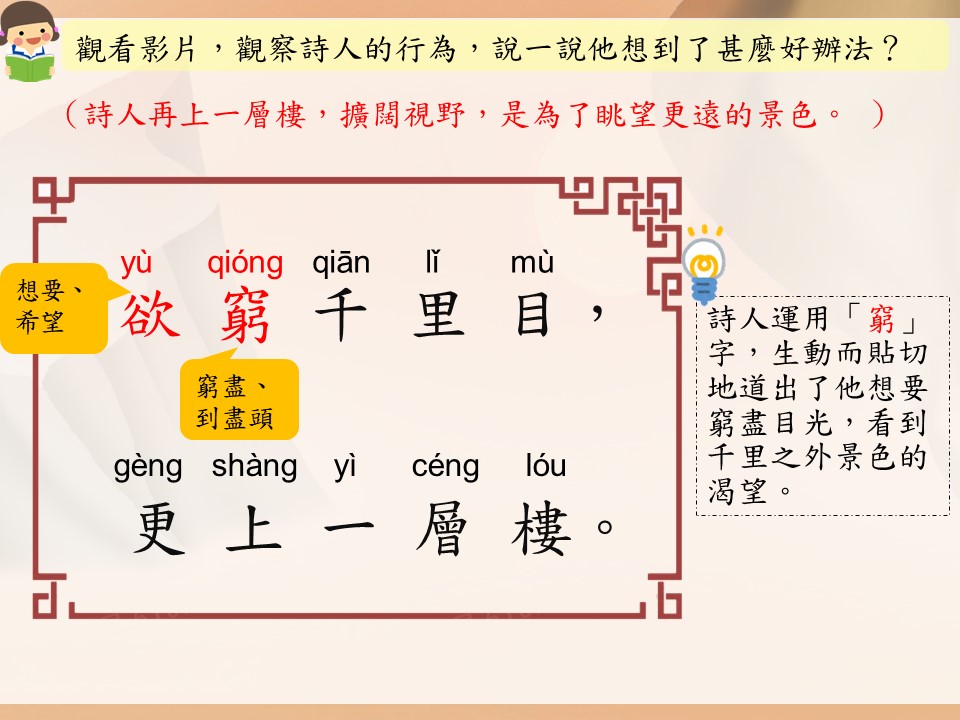 觀看影片，觀察詩人的行為，說一說他想到了甚麼好辦法？
（詩人再上一層樓，擴闊視野，是為了眺望更遠的景色。 ）
yù qióng qiān lǐ mù
欲 窮 千 里 目，
想要、
希望
窮盡、
到盡頭
gèng shàng yì céng lóu
更 上 一 層 樓。
詩人運用「窮」
字，生動而貼切
地道出了他想要
窮盡目光，看到
千里之外景色的
渴望。